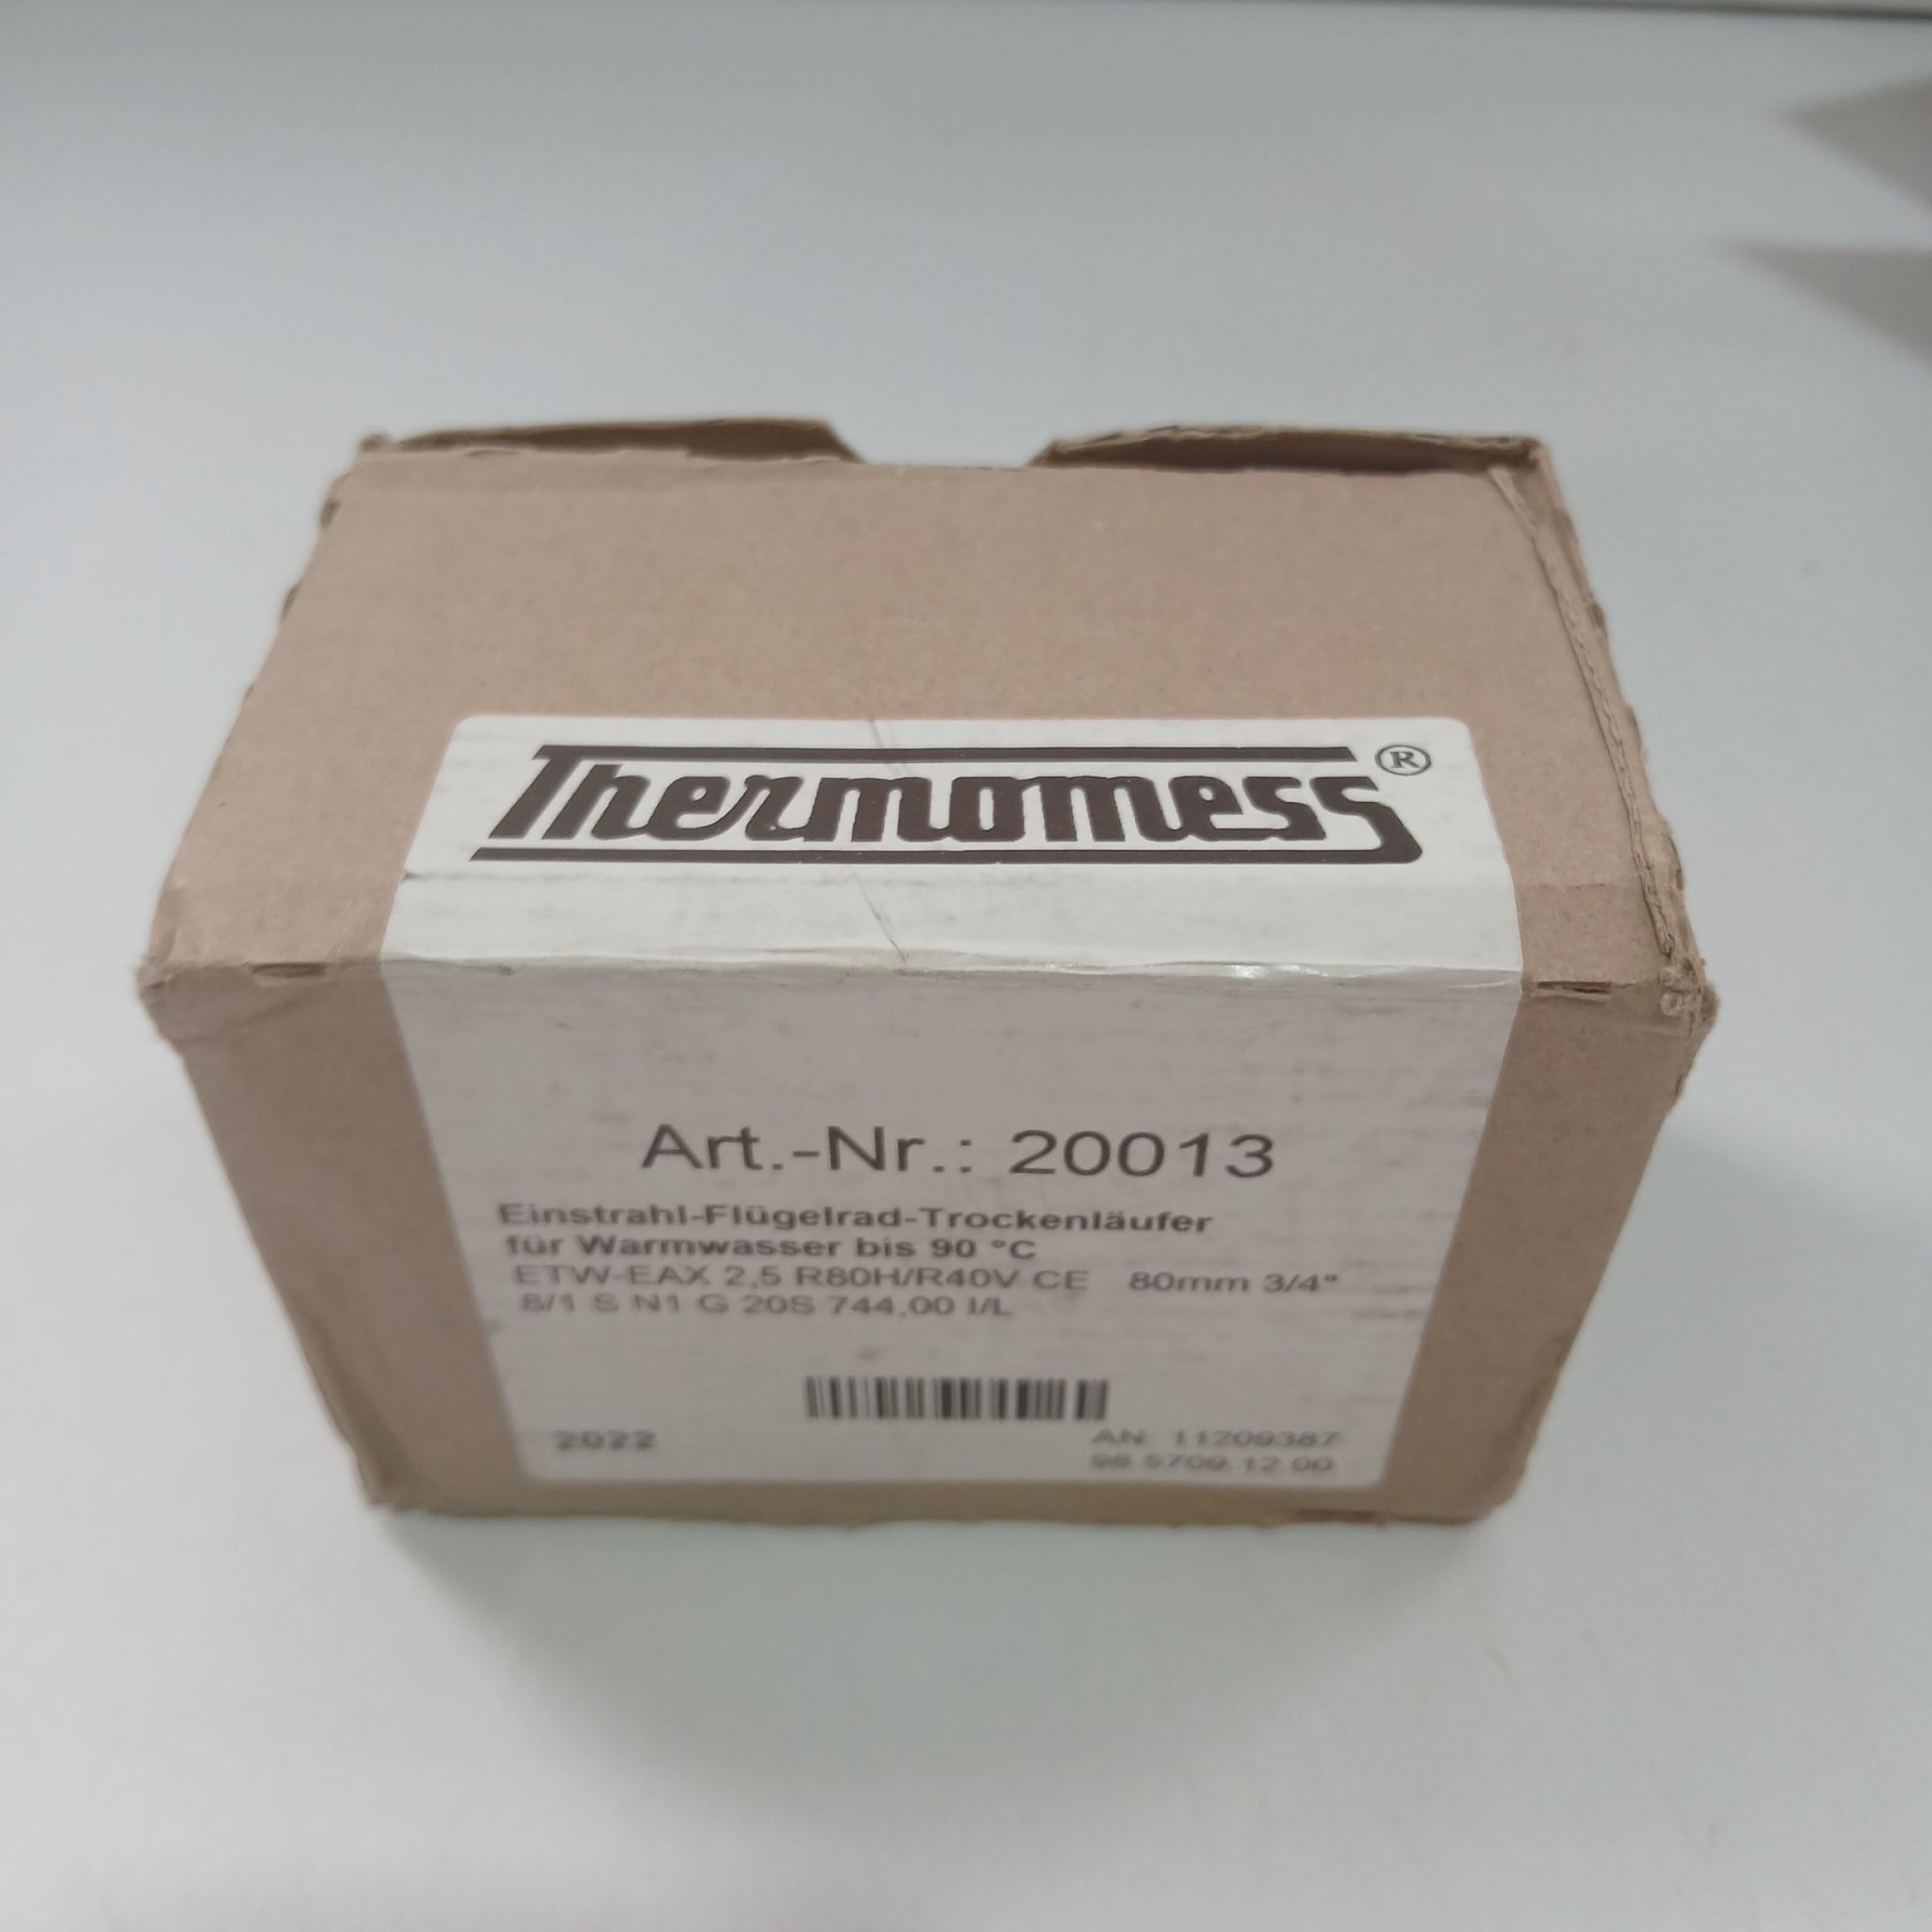 Thermomess®
Art.-Nr.: 20013
Einstrahl-Flügelrad-Trockenläufer
für Warmwasser bis 90 °C
ETW-EAX 2,5 R80H/R40V CE 80mm 3/4"
8/1 S N1 G 20S 744,00 I/L
2022
AN: 11209387
98.5709.12.00